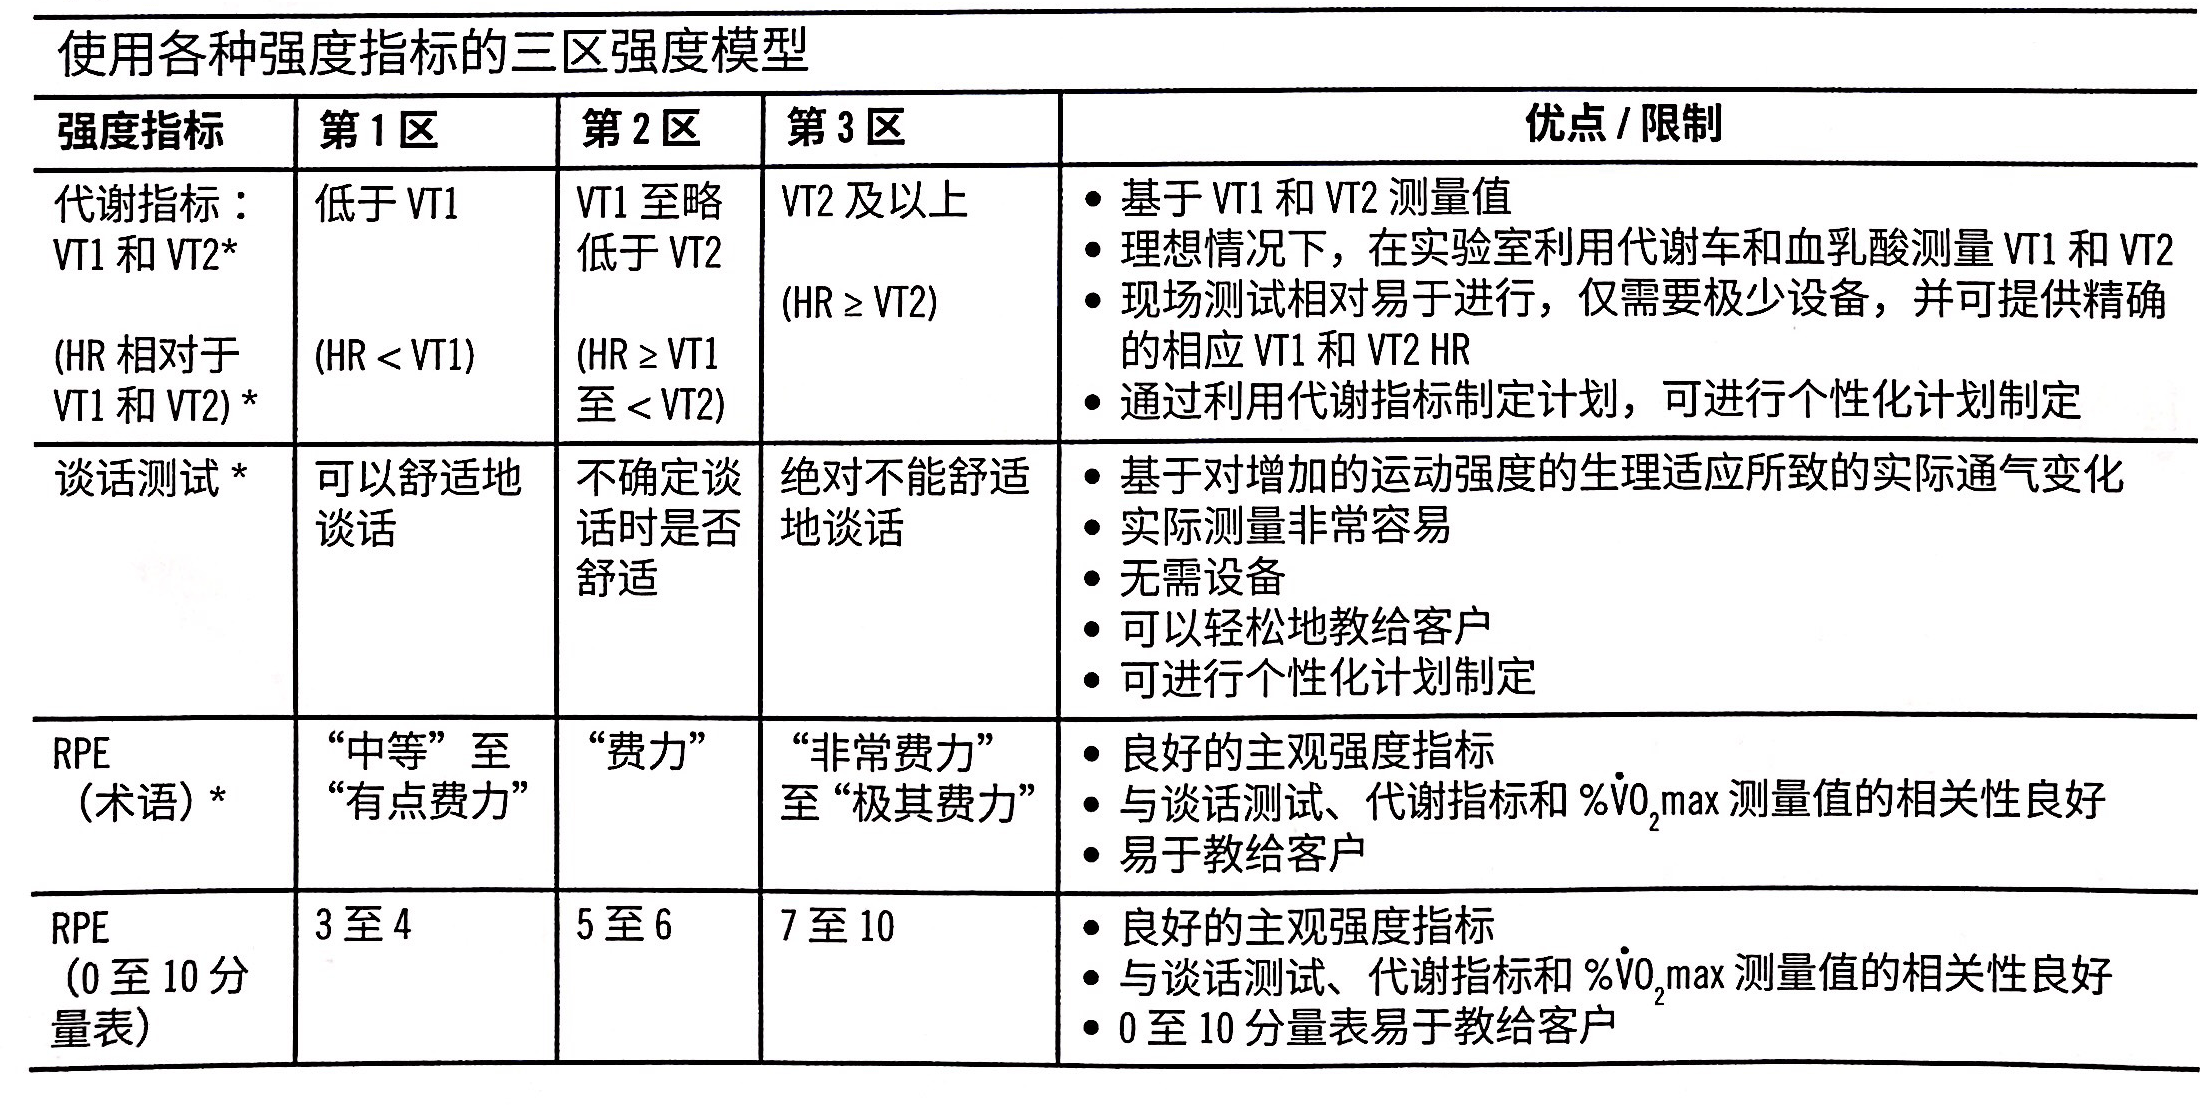 使用各种强度指标的三区强度模型
强度指标
第 1 区
第 2 区
第 3 区
优点 / 限制
代谢指标：
VT1 和 VT2*
(HR 相对于
VT1 和 VT2) *
低于 VT1
(HR < VT1)
VT1 至略
低于 VT2
(HR ≥ VT1
至 < VT2)
VT2 及以上
(HR ≥ VT2)
• 基于 VT1 和 VT2 测量值
• 理想情况下，在实验室利用代谢车和血乳酸测量 VT1 和 VT2
• 现场测试相对易于进行，仅需要极少设备，并可提供精确
的相应 VT1 和 VT2 HR
• 通过利用代谢指标制定计划，可进行个性化计划制定
谈话测试 *
可以舒适地
谈话
不确定谈
话时是否
舒适
绝对不能舒适
地谈话
• 基于对增加的运动强度的生理适应所致的实际通气变化
• 实际测量非常容易
• 无需设备
• 可以轻松地教给客户
• 可进行个性化计划制定
RPE
（术语）*
“中等” 至
“有点费力”
“费力”
“非常费力”
至 “极其费力”
• 良好的主观强度指标
• 与谈话测试、代谢指标和 %V̇O₂max 测量值的相关性良好
• 易于教给客户
RPE
(0 至 10 分
量表)
3 至 4
5 至 6
7 至 10
• 良好的主观强度指标
• 与谈话测试、代谢指标和 %V̇O₂max 测量值的相关性良好
• 0 至 10 分量表易于教给客户